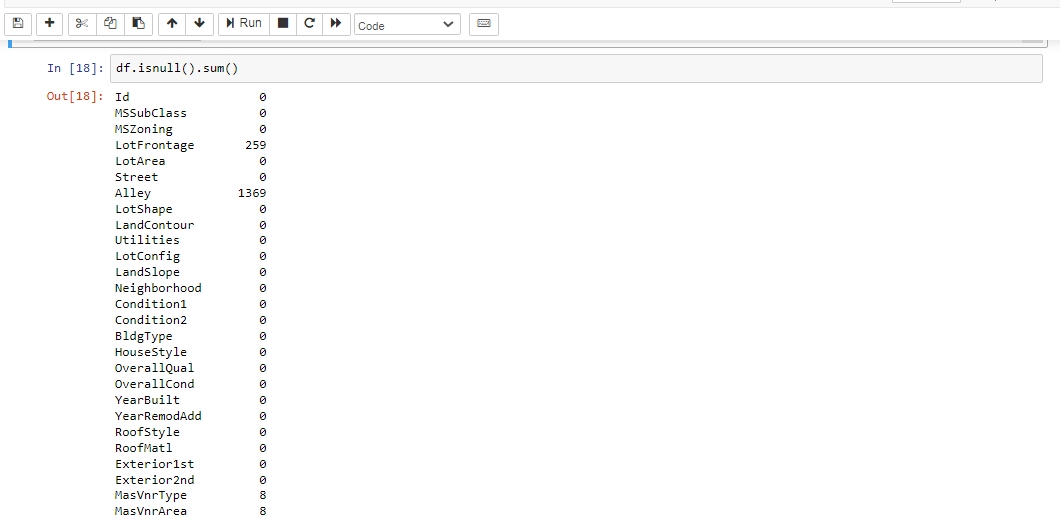 Run
Code
In [18]: df.isnull().sum()
Out[18]: Id 0
MSSubClass 0
MSZoning 0
LotFrontage 259
LotArea 0
Street 0
Alley 1369
LotShape 0
LandContour 0
Utilities 0
LotConfig 0
LandSlope 0
Neighborhood 0
Condition1 0
Condition2 0
BldgType 0
HouseStyle 0
OverallQual 0
OverallCond 0
YearBuilt 0
YearRemodAdd 0
RoofStyle 0
RoofMatl 0
Exterior1st 0
Exterior2nd 0
MasVnrType 8
MasVnrArea 8